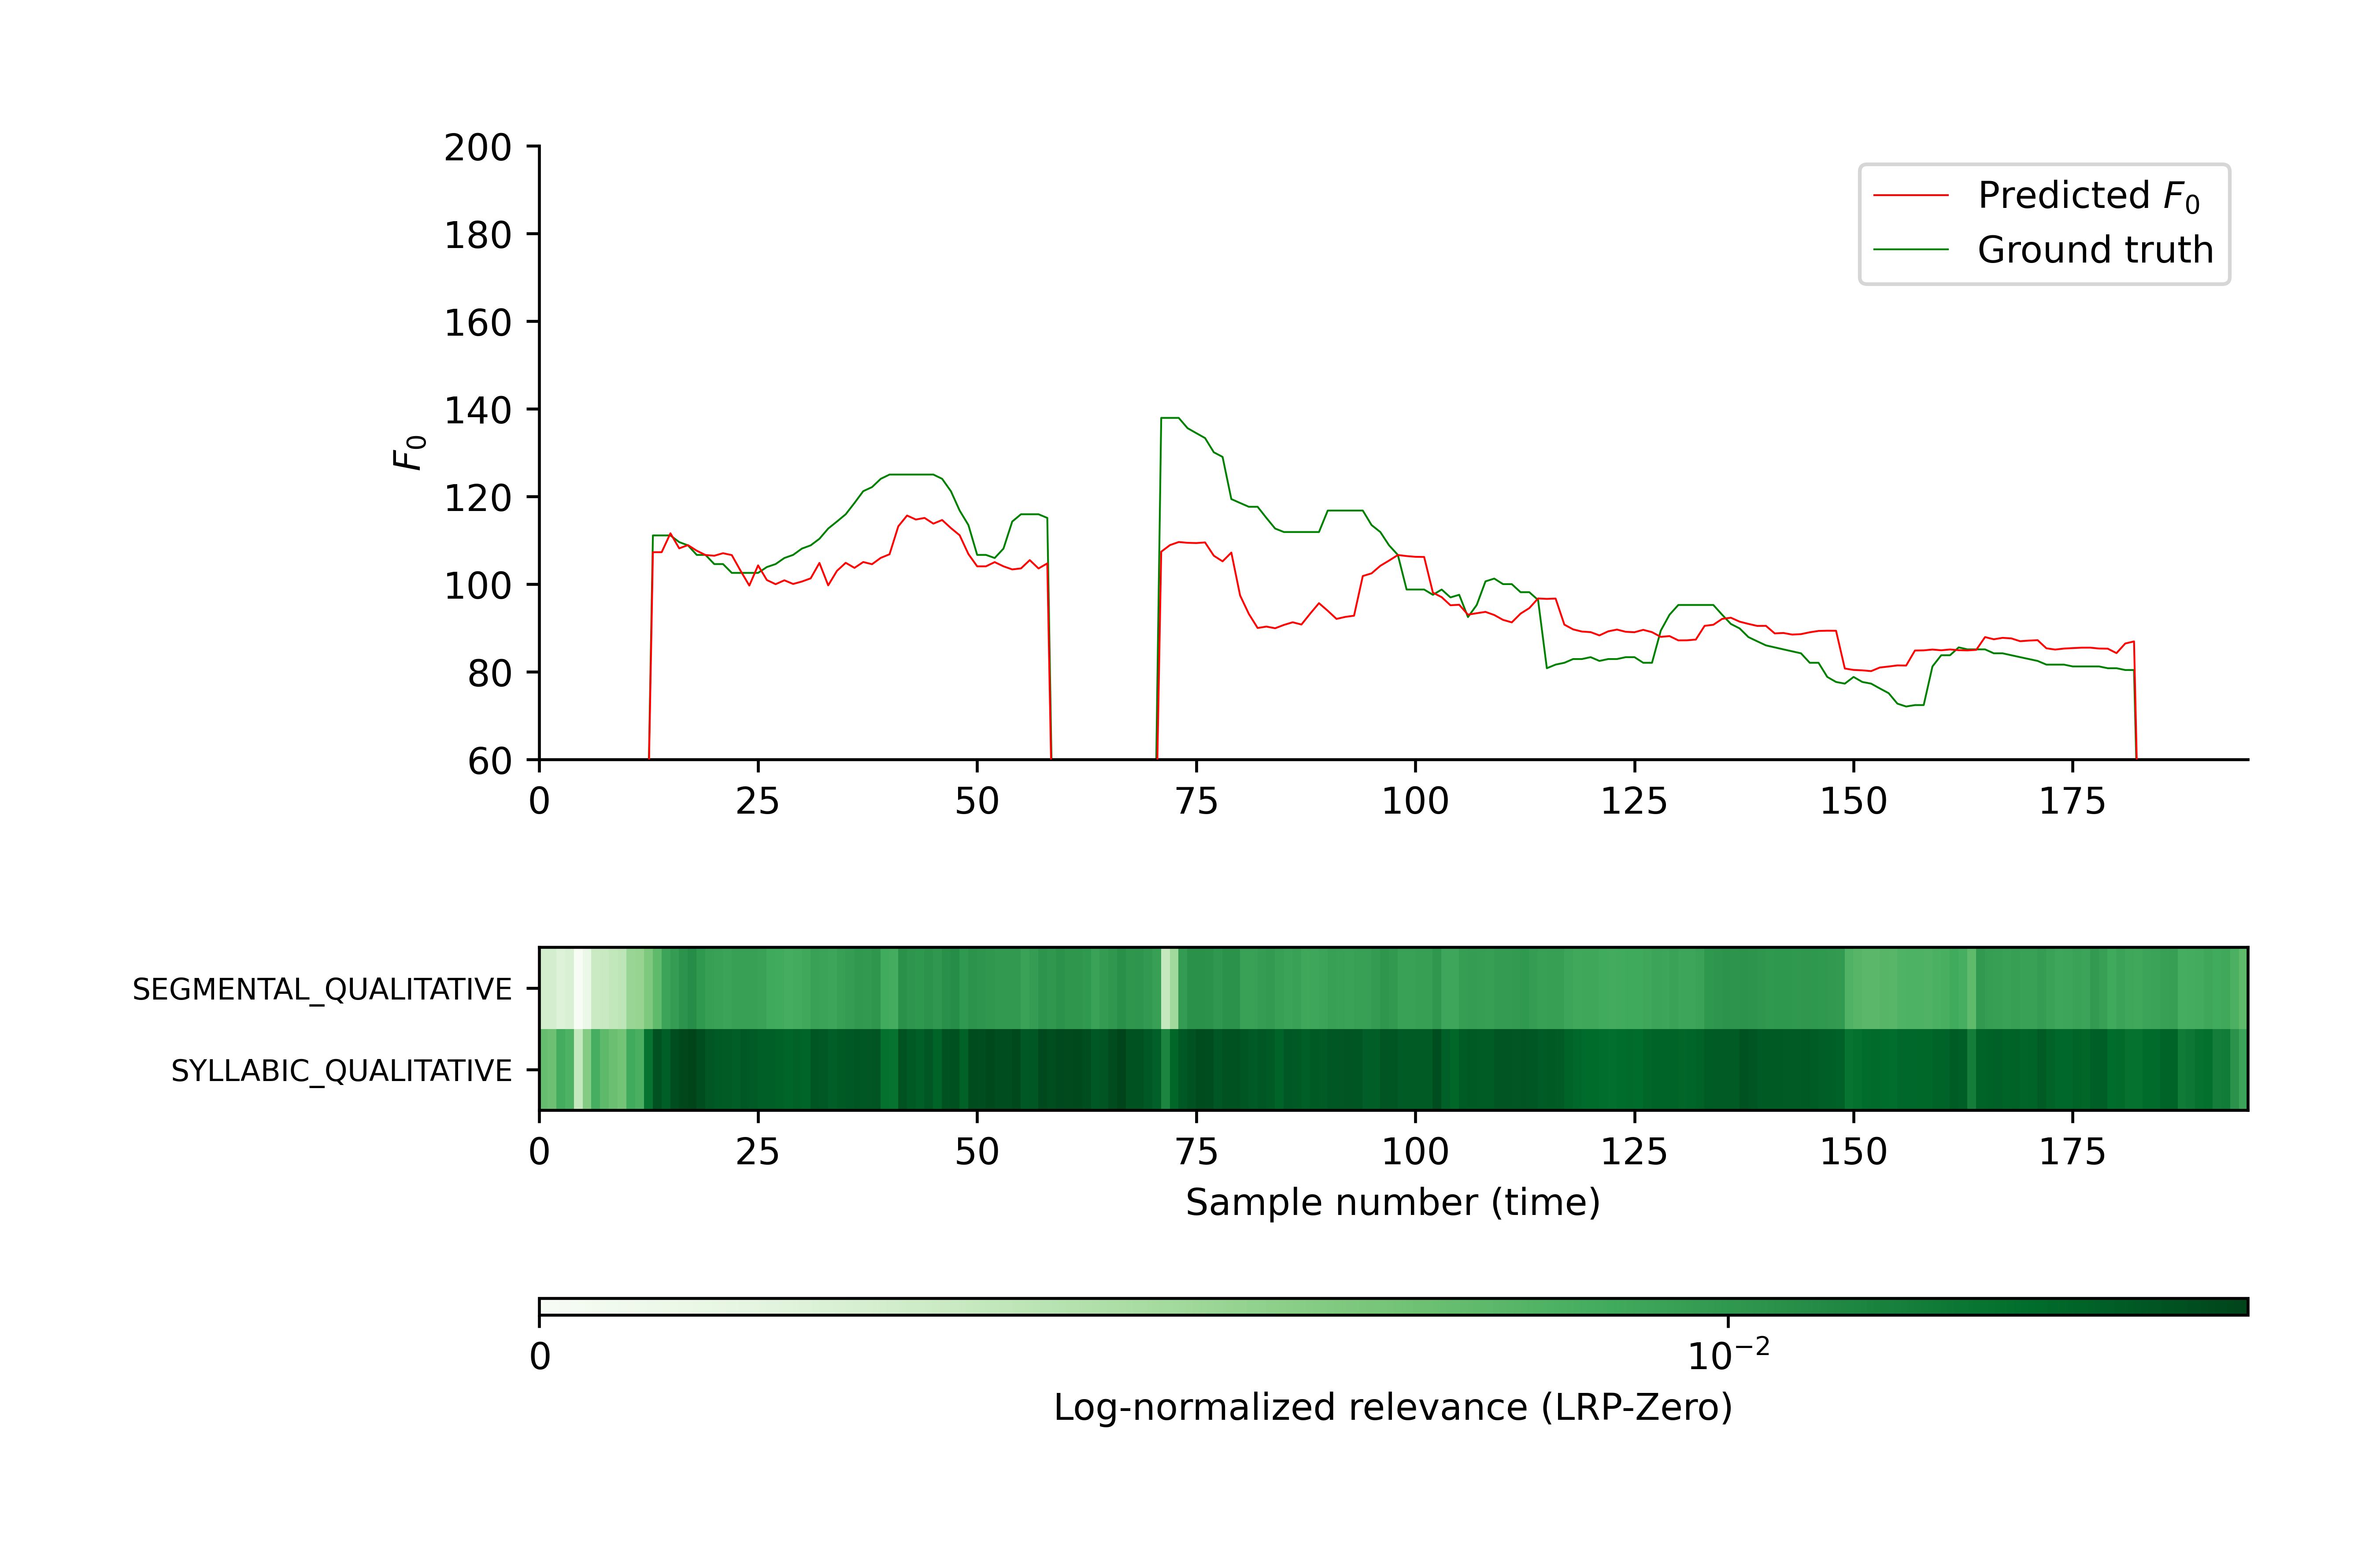 200
180
160
140
120
100
80
60
F₀
Predicted F₀
Ground truth
0 25 50 75 100 125 150 175
SEGMENTAL_QUALITATIVE
SYLLABIC_QUALITATIVE
0 25 50 75 100 125 150 175
Sample number (time)
0 10⁻²
Log-normalized relevance (LRP-Zero)